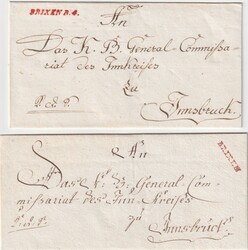 BRIXEN R.4.
An
Das K. B. General-Commissa-
riat des Innkreises
zu
Innsbruck.
BRIXEN
An
Das K. B. General Com-
missariat des Inn-Kreises
zu
Innsbruck